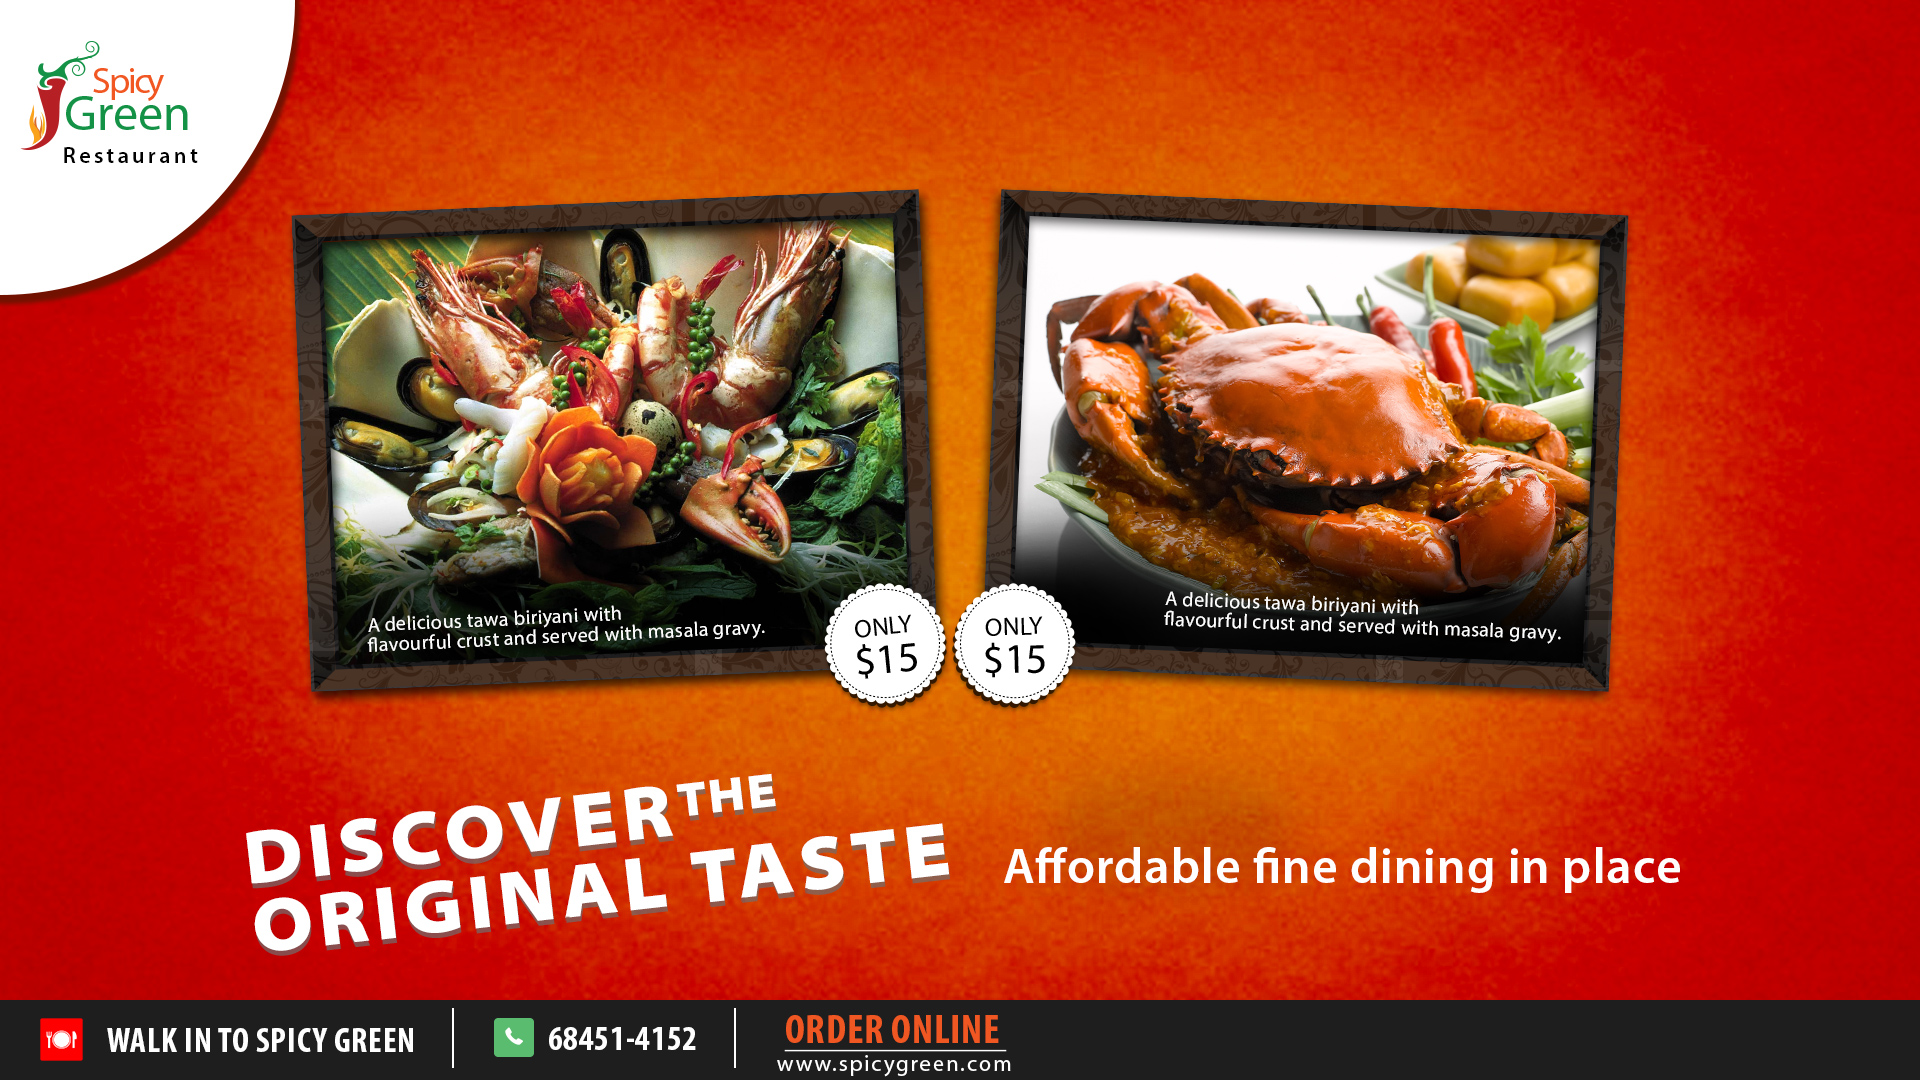 Spicy
Green
Restaurant
A delicious tawa biriyani with
flavourful crust and served with masala gravy.
ONLY
$15
ONLY
$15
A delicious tawa biriyani with
flavourful crust and served with masala gravy.
DISCOVER THE
ORIGINAL TASTE
Affordable fine dining in place
WALK IN TO SPICY GREEN
68451-4152
ORDER ONLINE
www.spicygreen.com